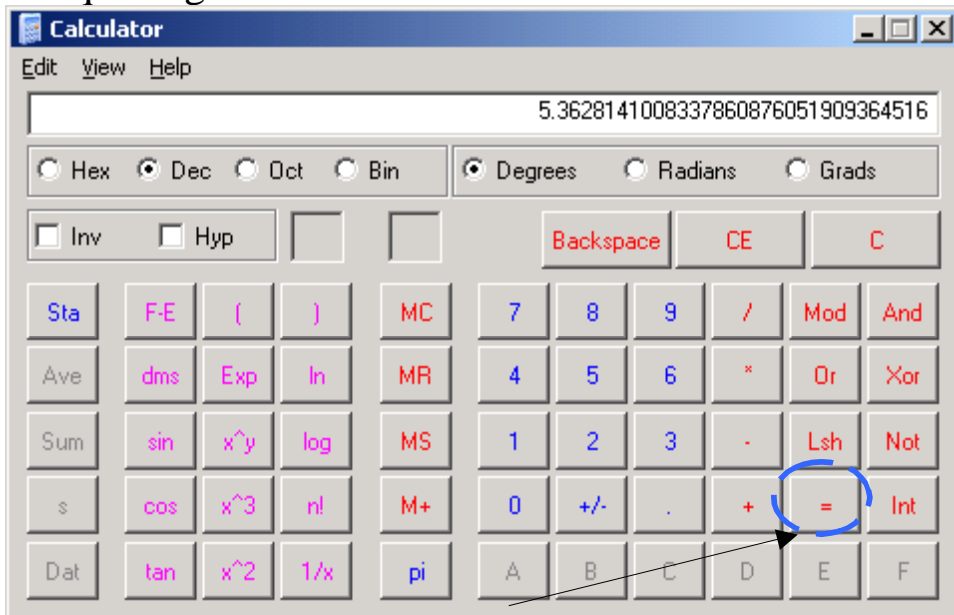 Calculator
Edit View Help
5.3628141008337860876051909364516
Hex Dec Oct Bin Degrees Radians Grads
Inv Hyp Backspace CE C
Sta F-E ( ) MC 7 8 9 / Mod And
Ave dms Exp ln MR 4 5 6 * Or Xor
Sum sin x^y log MS 1 2 3 - Lsh Not
s cos x^3 n! M+ 0 +/- . + = Int
Dat tan x^2 1/x pi A B C D E F